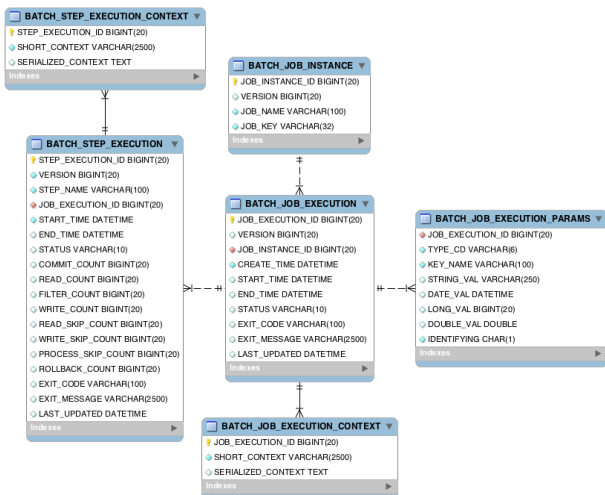 BATCH_STEP_EXECUTION_CONTEXT
STEP_EXECUTION_ID BIGINT(20)
SHORT_CONTEXT VARCHAR(2500)
SERIALIZED_CONTEXT TEXT
Indexes
BATCH_JOB_INSTANCE
JOB_INSTANCE_ID BIGINT(20)
VERSION BIGINT(20)
JOB_NAME VARCHAR(100)
JOB_KEY VARCHAR(32)
Indexes
BATCH_STEP_EXECUTION
STEP_EXECUTION_ID BIGINT(20)
VERSION BIGINT(20)
STEP_NAME VARCHAR(100)
JOB_EXECUTION_ID BIGINT(20)
START_TIME DATETIME
END_TIME DATETIME
STATUS VARCHAR(10)
COMMIT_COUNT BIGINT(20)
READ_COUNT BIGINT(20)
FILTER_COUNT BIGINT(20)
WRITE_COUNT BIGINT(20)
READ_SKIP_COUNT BIGINT(20)
WRITE_SKIP_COUNT BIGINT(20)
PROCESS_SKIP_COUNT BIGINT(20)
ROLLBACK_COUNT BIGINT(20)
EXIT_CODE VARCHAR(100)
EXIT_MESSAGE VARCHAR(2500)
LAST_UPDATED DATETIME
Indexes
BATCH_JOB_EXECUTION
JOB_EXECUTION_ID BIGINT(20)
VERSION BIGINT(20)
JOB_INSTANCE_ID BIGINT(20)
CREATE_TIME DATETIME
START_TIME DATETIME
END_TIME DATETIME
STATUS VARCHAR(10)
EXIT_CODE VARCHAR(100)
EXIT_MESSAGE VARCHAR(2500)
LAST_UPDATED DATETIME
Indexes
BATCH_JOB_EXECUTION_PARAMS
JOB_EXECUTION_ID BIGINT(20)
TYPE_CD VARCHAR(6)
KEY_NAME VARCHAR(100)
STRING_VAL VARCHAR(250)
DATE_VAL DATETIME
LONG_VAL BIGINT(20)
DOUBLE_VAL DOUBLE
IDENTIFYING CHAR(1)
Indexes
BATCH_JOB_EXECUTION_CONTEXT
JOB_EXECUTION_ID BIGINT(20)
SHORT_CONTEXT VARCHAR(2500)
SERIALIZED_CONTEXT TEXT
Indexes